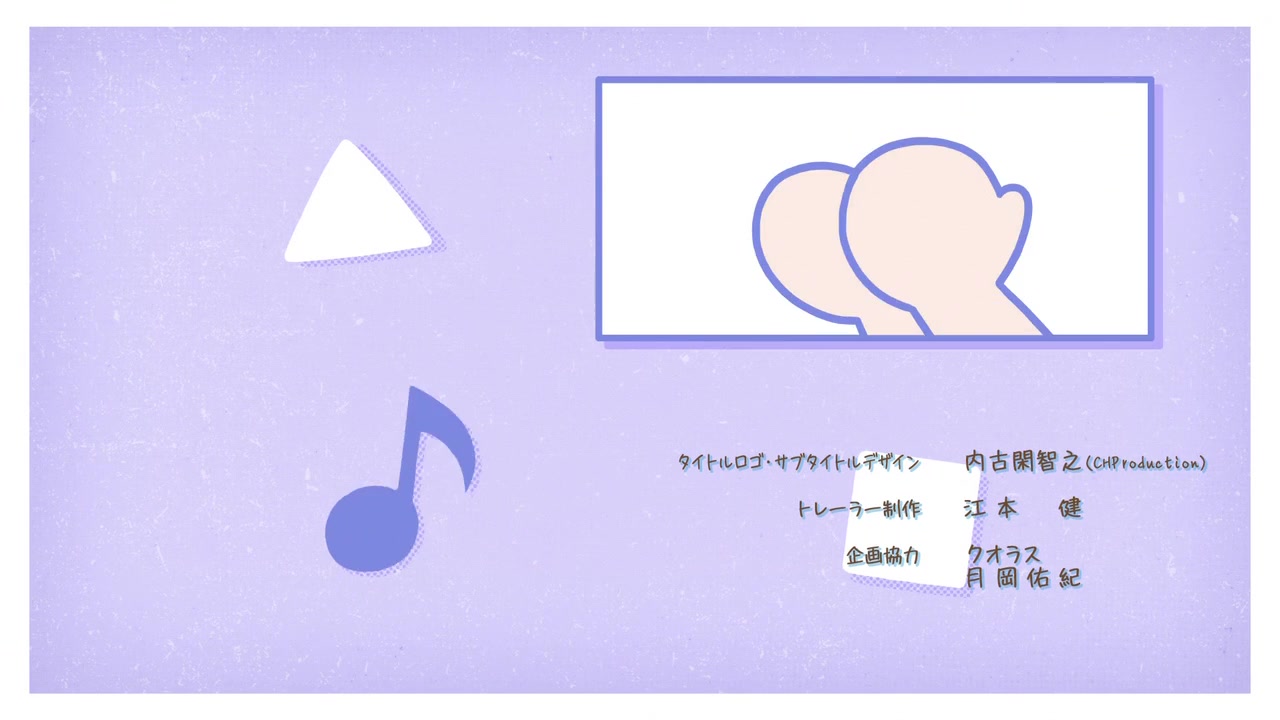 タイトルロゴ・サブタイトルデザイン 内古閑智之(CHProduction)
トレーラー制作 江本 健
企画協力 クオラス
月岡佑紀